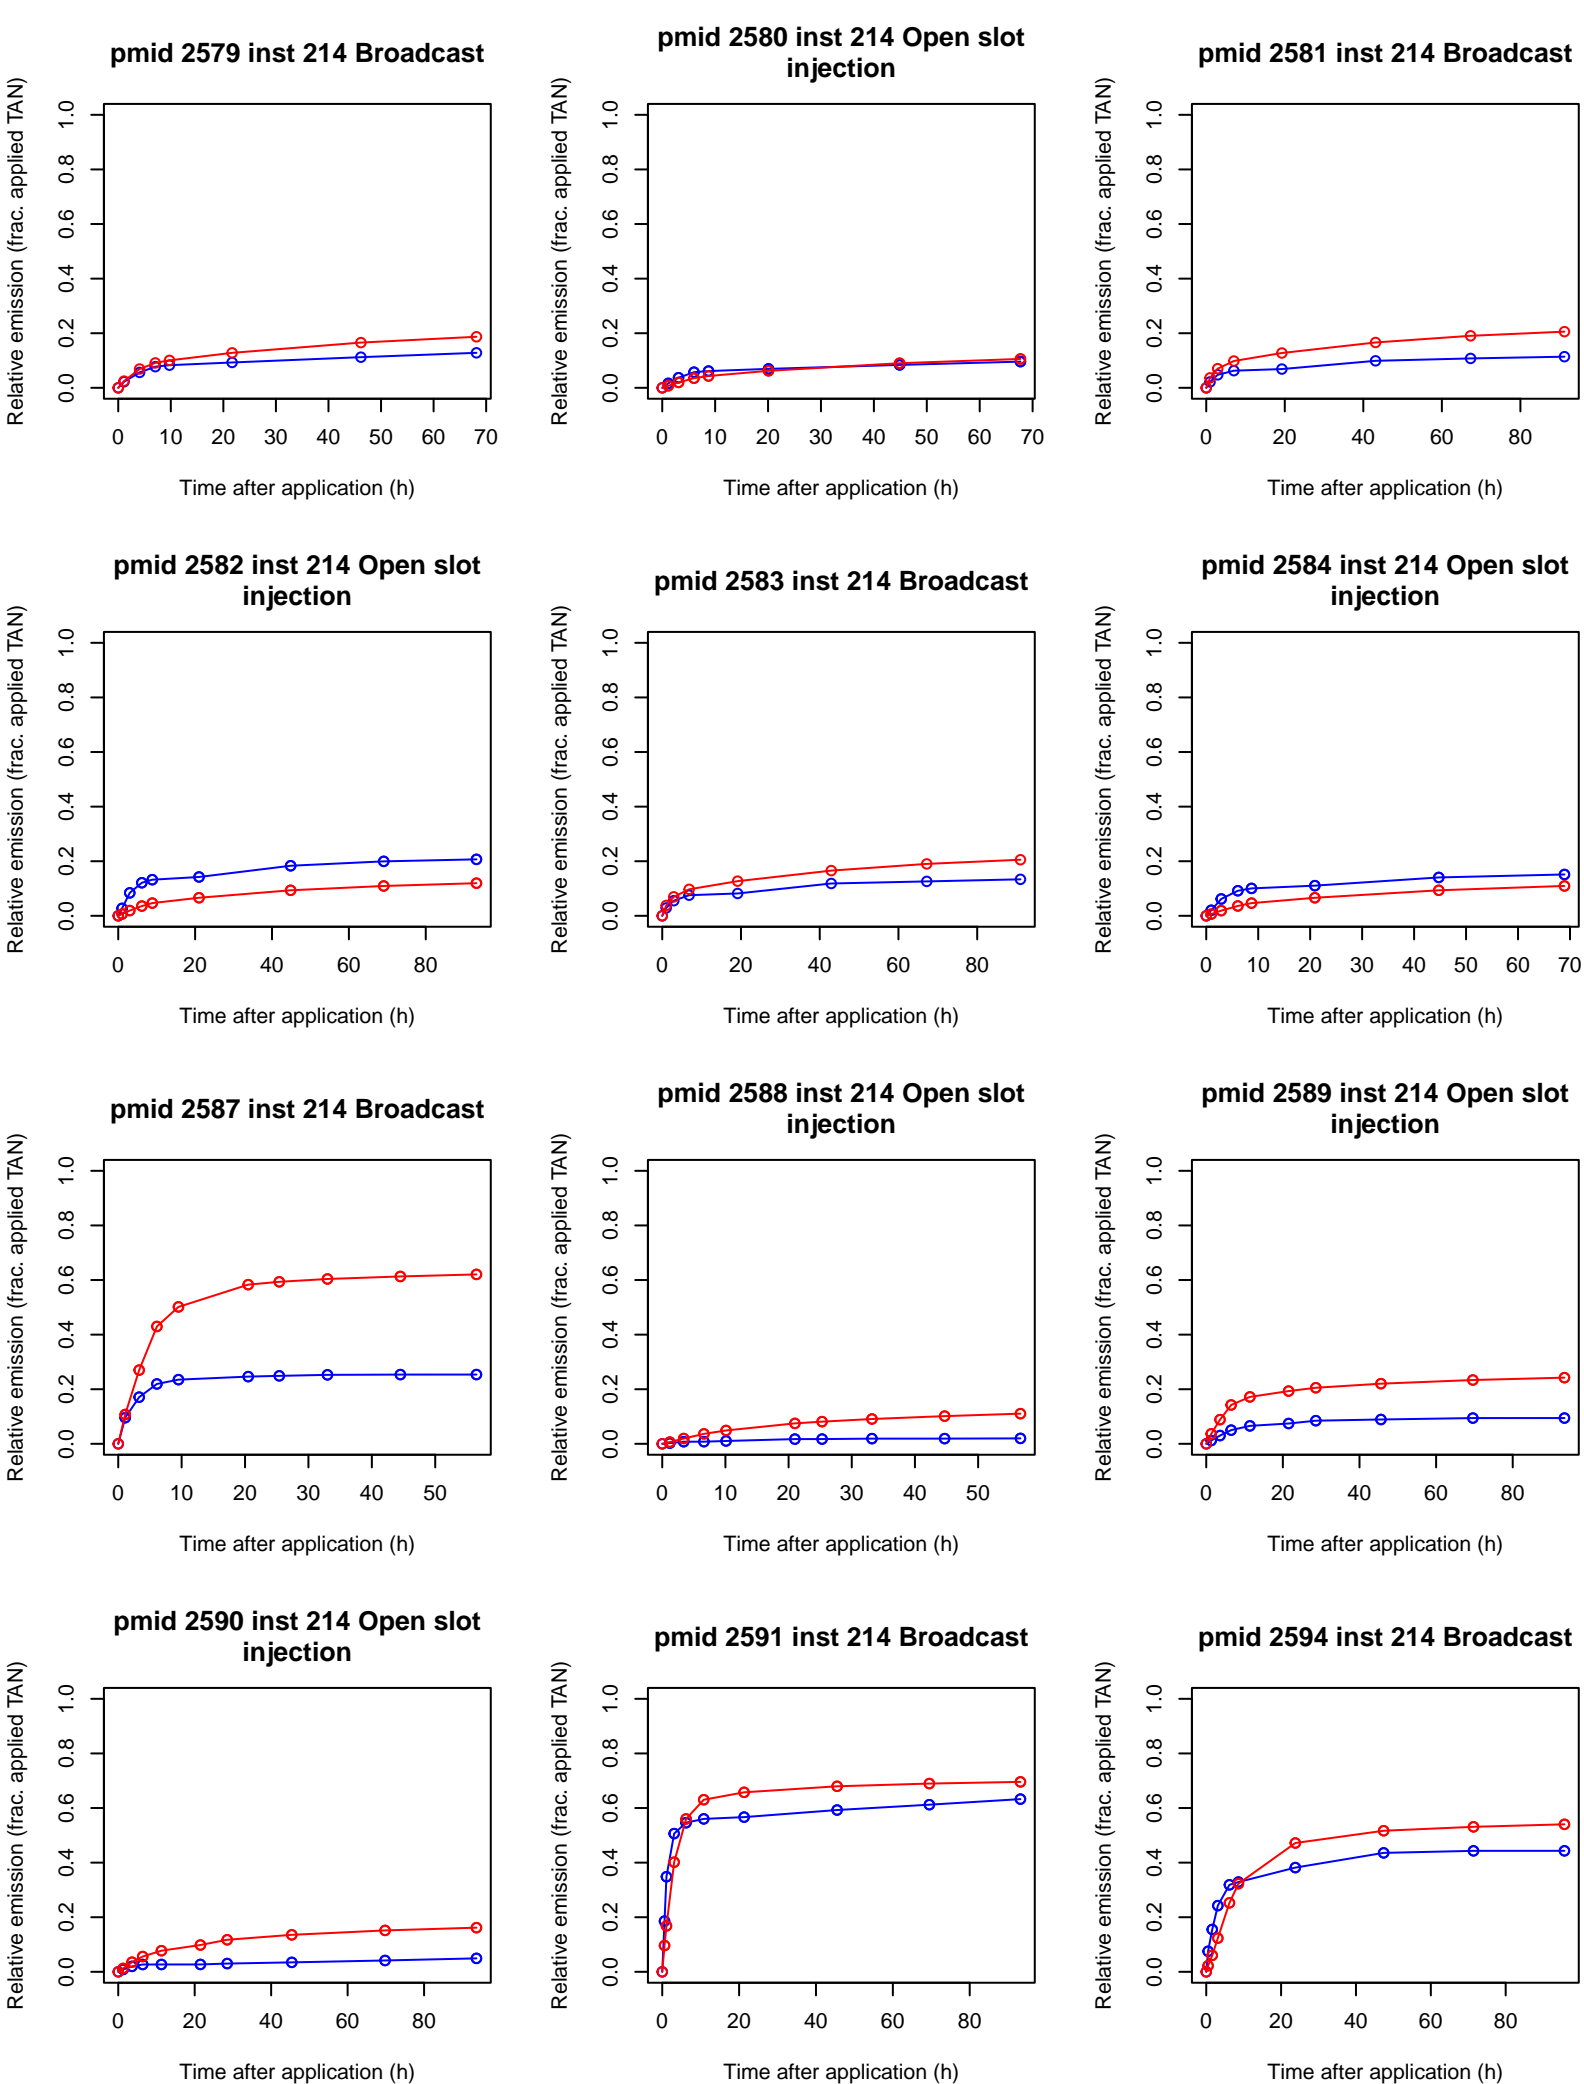 pmid 2579 inst 214 Broadcast
Relative emission (frac. applied TAN)
1.0
0.8
0.6
0.4
0.2
0.0
0 10 20 30 40 50 60 70
Time after application (h)
pmid 2580 inst 214 Open slot
injection
Relative emission (frac. applied TAN)
1.0
0.8
0.6
0.4
0.2
0.0
0 10 20 30 40 50 60 70
Time after application (h)
pmid 2581 inst 214 Broadcast
Relative emission (frac. applied TAN)
1.0
0.8
0.6
0.4
0.2
0.0
0 20 40 60 80
Time after application (h)
pmid 2582 inst 214 Open slot
injection
Relative emission (frac. applied TAN)
1.0
0.8
0.6
0.4
0.2
0.0
0 20 40 60 80
Time after application (h)
pmid 2583 inst 214 Broadcast
Relative emission (frac. applied TAN)
1.0
0.8
0.6
0.4
0.2
0.0
0 20 40 60 80
Time after application (h)
pmid 2584 inst 214 Open slot
injection
Relative emission (frac. applied TAN)
1.0
0.8
0.6
0.4
0.2
0.0
0 10 20 30 40 50 60 70
Time after application (h)
pmid 2587 inst 214 Broadcast
Relative emission (frac. applied TAN)
1.0
0.8
0.6
0.4
0.2
0.0
0 10 20 30 40 50
Time after application (h)
pmid 2588 inst 214 Open slot
injection
Relative emission (frac. applied TAN)
1.0
0.8
0.6
0.4
0.2
0.0
0 10 20 30 40 50
Time after application (h)
pmid 2589 inst 214 Open slot
injection
Relative emission (frac. applied TAN)
1.0
0.8
0.6
0.4
0.2
0.0
0 20 40 60 80
Time after application (h)
pmid 2590 inst 214 Open slot
injection
Relative emission (frac. applied TAN)
1.0
0.8
0.6
0.4
0.2
0.0
0 20 40 60 80
Time after application (h)
pmid 2591 inst 214 Broadcast
Relative emission (frac. applied TAN)
1.0
0.8
0.6
0.4
0.2
0.0
0 20 40 60 80
Time after application (h)
pmid 2594 inst 214 Broadcast
Relative emission (frac. applied TAN)
1.0
0.8
0.6
0.4
0.2
0.0
0 20 40 60 80
Time after application (h)